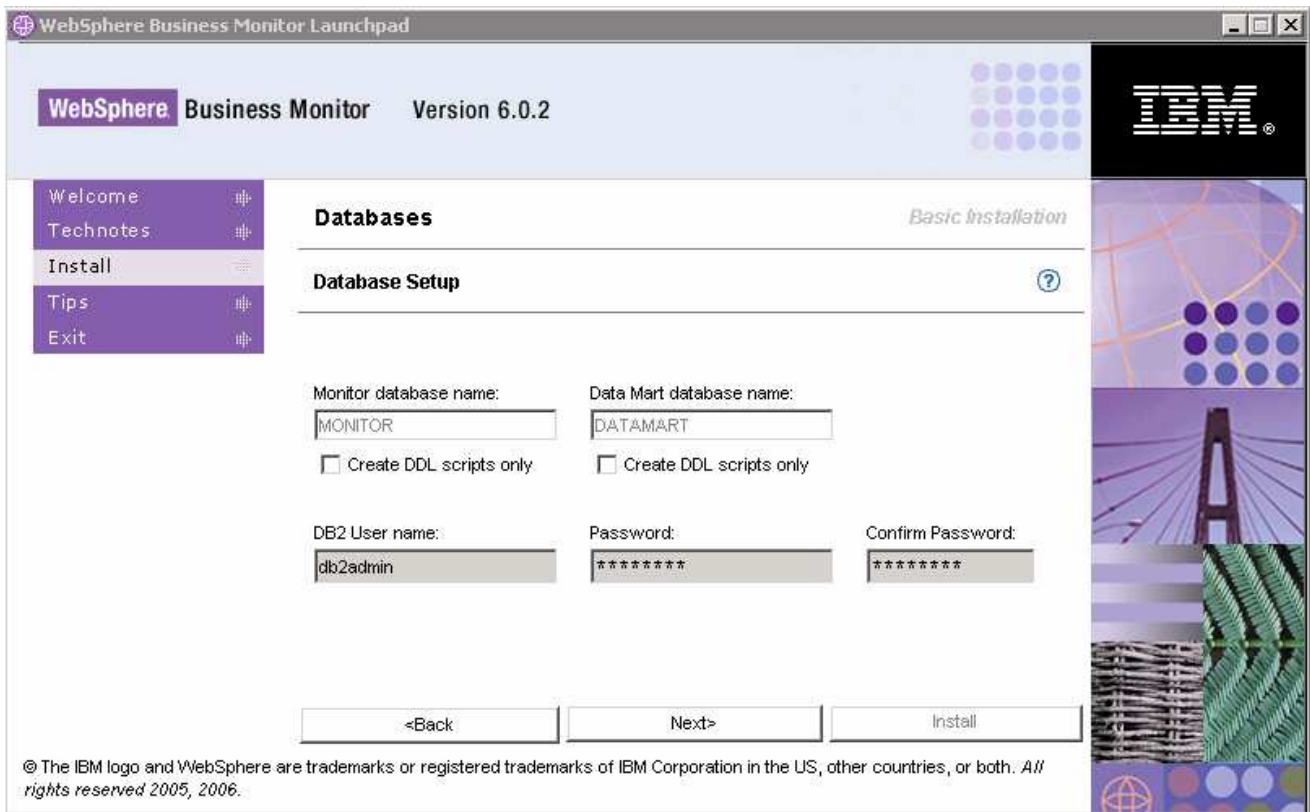 WebSphere Business Monitor Launchpad
WebSphere Business Monitor Version 6.0.2
IBM®
Welcome
Technotes
Install
Tips
Exit
Databases
Basic Installation
Database Setup
?
Monitor database name:
Data Mart database name:
MONITOR
DATAMART
Create DDL scripts only
Create DDL scripts only
DB2 User name:
Password:
Confirm Password:
db2admin
********
********
<Back
Next>
Install
© The IBM logo and WebSphere are trademarks or registered trademarks of IBM Corporation in the US, other countries, or both. All
rights reserved 2005, 2006.